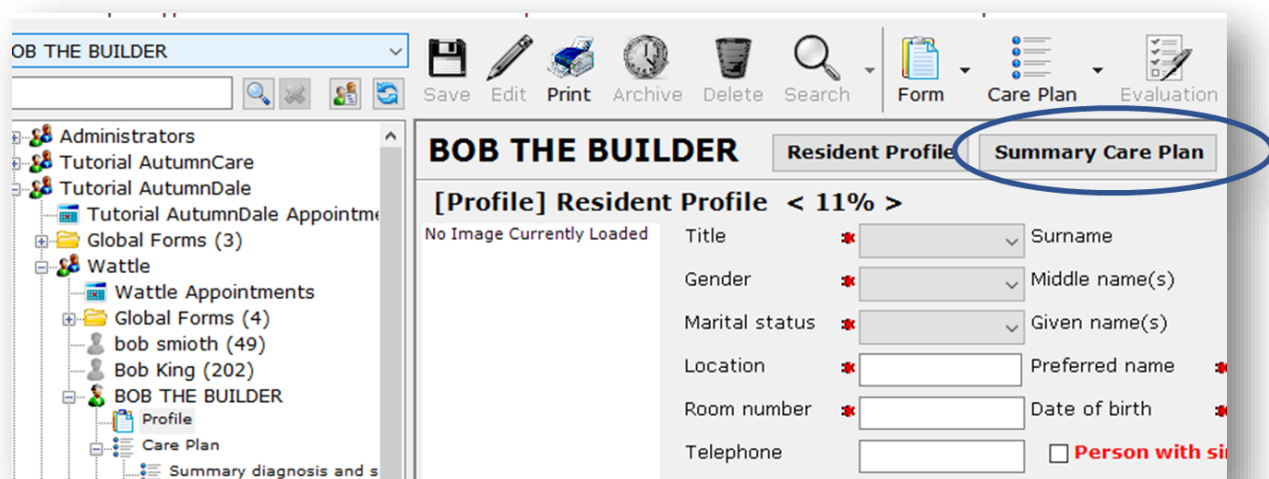 OB THE BUILDER
Save Edit Print Archive Delete Search Form Care Plan Evaluation
Administrators
Tutorial AutumnCare
Tutorial AutumnDale
Tutorial AutumnDale Appointme
Global Forms (3)
Wattle
Wattle Appointments
Global Forms (4)
bob smioth (49)
Bob King (202)
BOB THE BUILDER
Profile
Care Plan
Summary diagnosis and s
BOB THE BUILDER Resident Profile Summary Care Plan
[Profile] Resident Profile < 11% >
No Image Currently Loaded
Title Surname
Gender Middle name(s)
Marital status Given name(s)
Location Preferred name
Room number Date of birth
Telephone Person with si